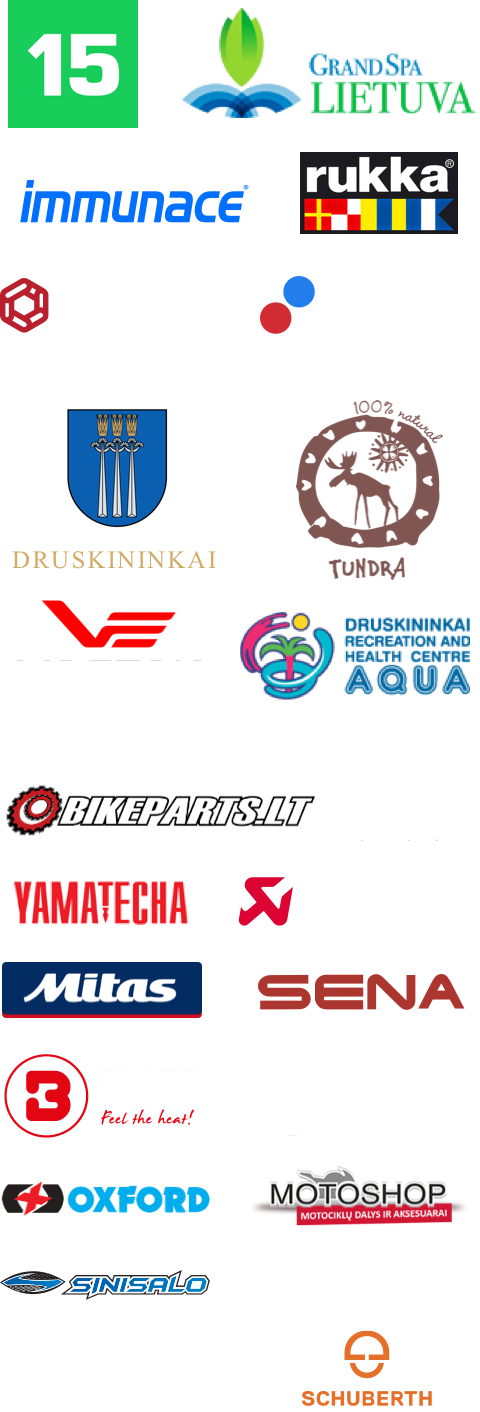 15
GRAND SPA
LIETUVA
immunace®
rukka®
DRUSKININKAI
100% natural
TUNDRA
DRUSKININKAI
RECREATION AND
HEALTH CENTRE
AQUA
BIKEPARTS.LT
YAMATECHA
Mitas
SENA
B
Feel the heat!
OXFORD
MOTOSHOP
MOTOCIKLŲ DALYS IR AKSESUARAI
SINISALO
SCHUBERTH